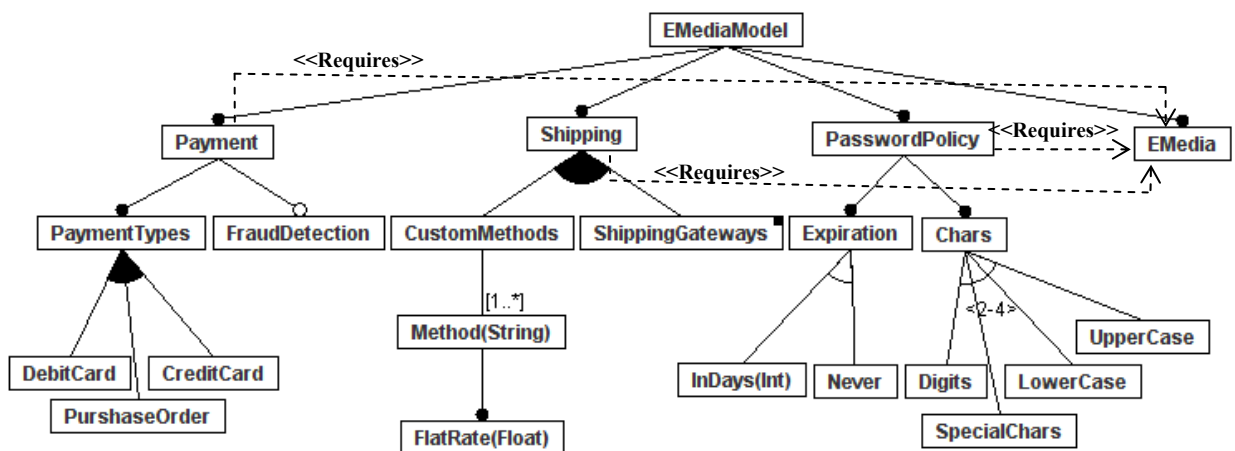 EMediaModel
<<Requires>>
Payment
Shipping
PasswordPolicy
<<Requires>>
EMedia
<<Requires>>
PaymentTypes
FraudDetection
CustomMethods
ShippingGateways
Expiration
Chars
[1..*]
<2-4>
Method(String)
UpperCase
DebitCard
CreditCard
InDays(Int)
Never
Digits
LowerCase
PurshaseOrder
FlatRate(Float)
SpecialChars